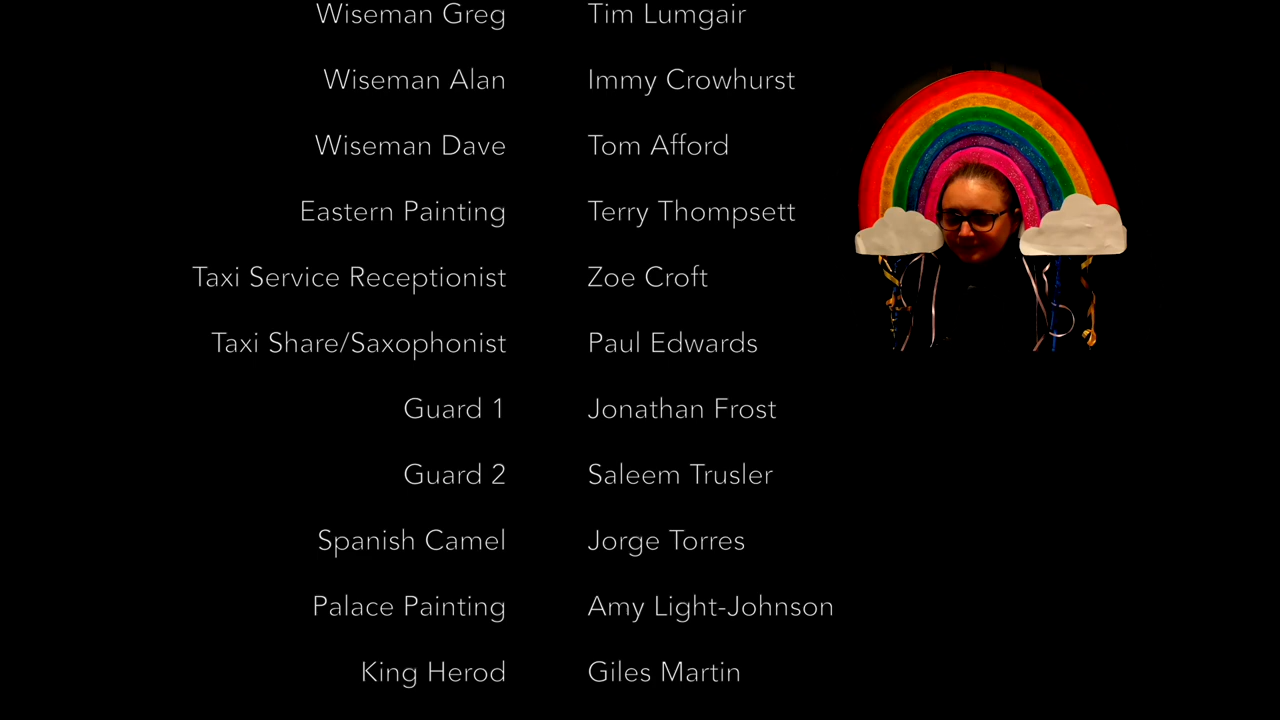 Wiseman Greg Tim Lumgair
Wiseman Alan Immy Crowhurst
Wiseman Dave Tom Afford
Eastern Painting Terry Thompsett
Taxi Service Receptionist Zoe Croft
Taxi Share/Saxophonist Paul Edwards
Guard 1 Jonathan Frost
Guard 2 Saleem Trusler
Spanish Camel Jorge Torres
Palace Painting Amy Light-Johnson
King Herod Giles Martin